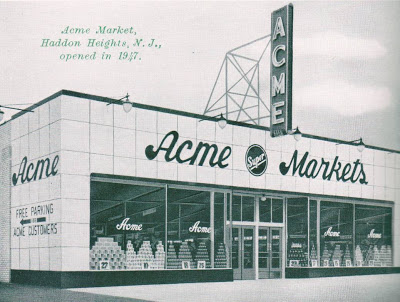 Acme Market,
Haddon Heights, N. J.,
opened in 1947.
ACME
Acme Super Markets
Acme
FREE PARKING
ACME CUSTOMERS
Acme
Acme
Acme
Acme